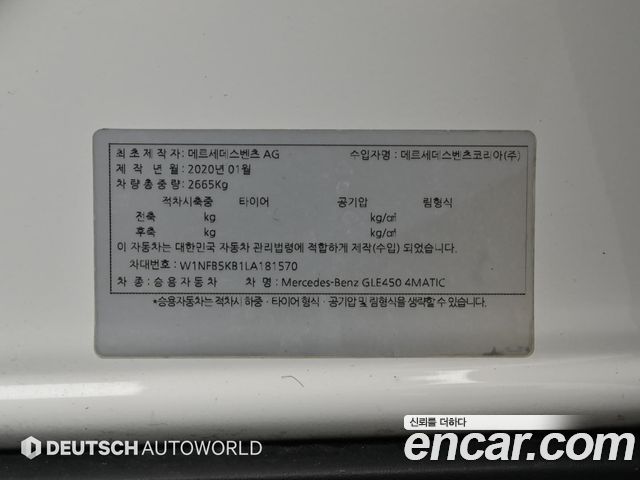 최초제작자: 메르세데스벤츠 AG 수입자명 : 메르세데스벤츠코리아(주)
제 작 년 월 : 2020년 01월
차 량 총 중 량 : 2665Kg
적차시축중 타이어 공기압 림형식
전축 kg kg/㎠
후축 kg kg/㎠
이 자동차는 대한민국 자동차 관리법령에 적합하게 제작(수입) 되었습니다.
차대번호 : W1NFB5KB1LA181570
차 종 : 승 용 자 동 차 차 명 : Mercedes-Benz GLE450 4MATIC
*승용자동차는 적차시 하중 · 타이어 형식 · 공기압 및 림형식을 생략할 수 있습니다.
신뢰를 더하다
DEUTSCH AUTOWORLD
encar.com